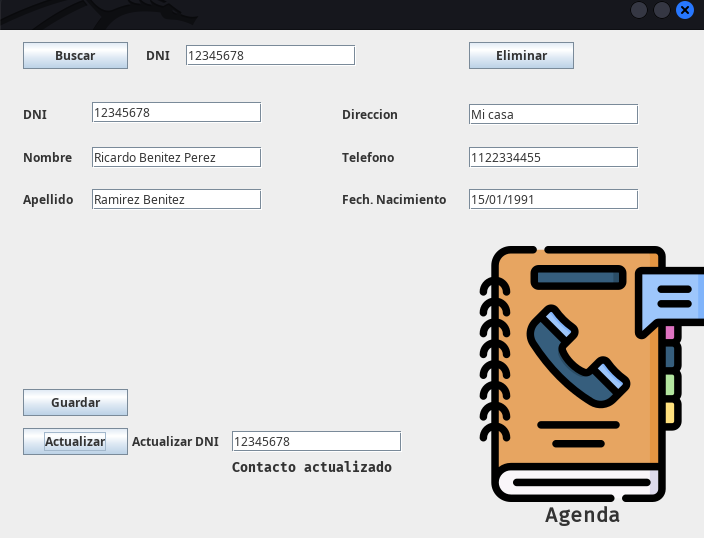 Buscar DNI 12345678 Eliminar
DNI 12345678 Direccion Mi casa
Nombre Ricardo Benitez Perez Telefono 1122334455
Apellido Ramirez Benitez Fech. Nacimiento 15/01/1991
Guardar
Actualizar Actualizar DNI 12345678
Contacto actualizado
Agenda